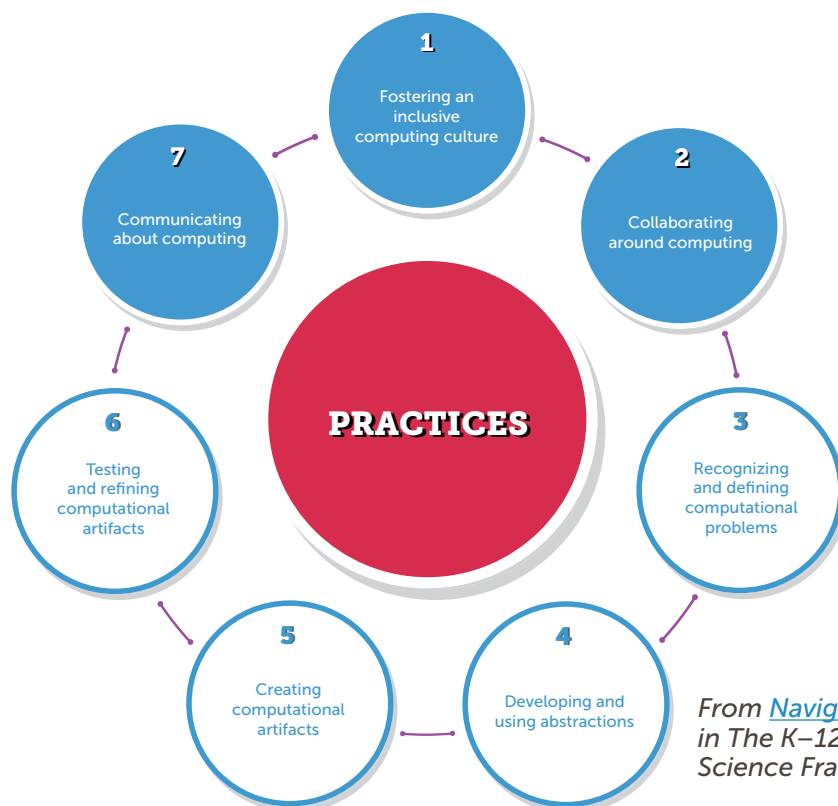 1
Fostering an
inclusive
computing culture
2
Collaborating
around computing
3
Recognizing
and defining
computational
problems
4
Developing and
using abstractions
5
Creating
computational
artifacts
6
Testing
and refining
computational
artifacts
7
Communicating
about computing
PRACTICES
From Navig
in The K–12
Science Fra